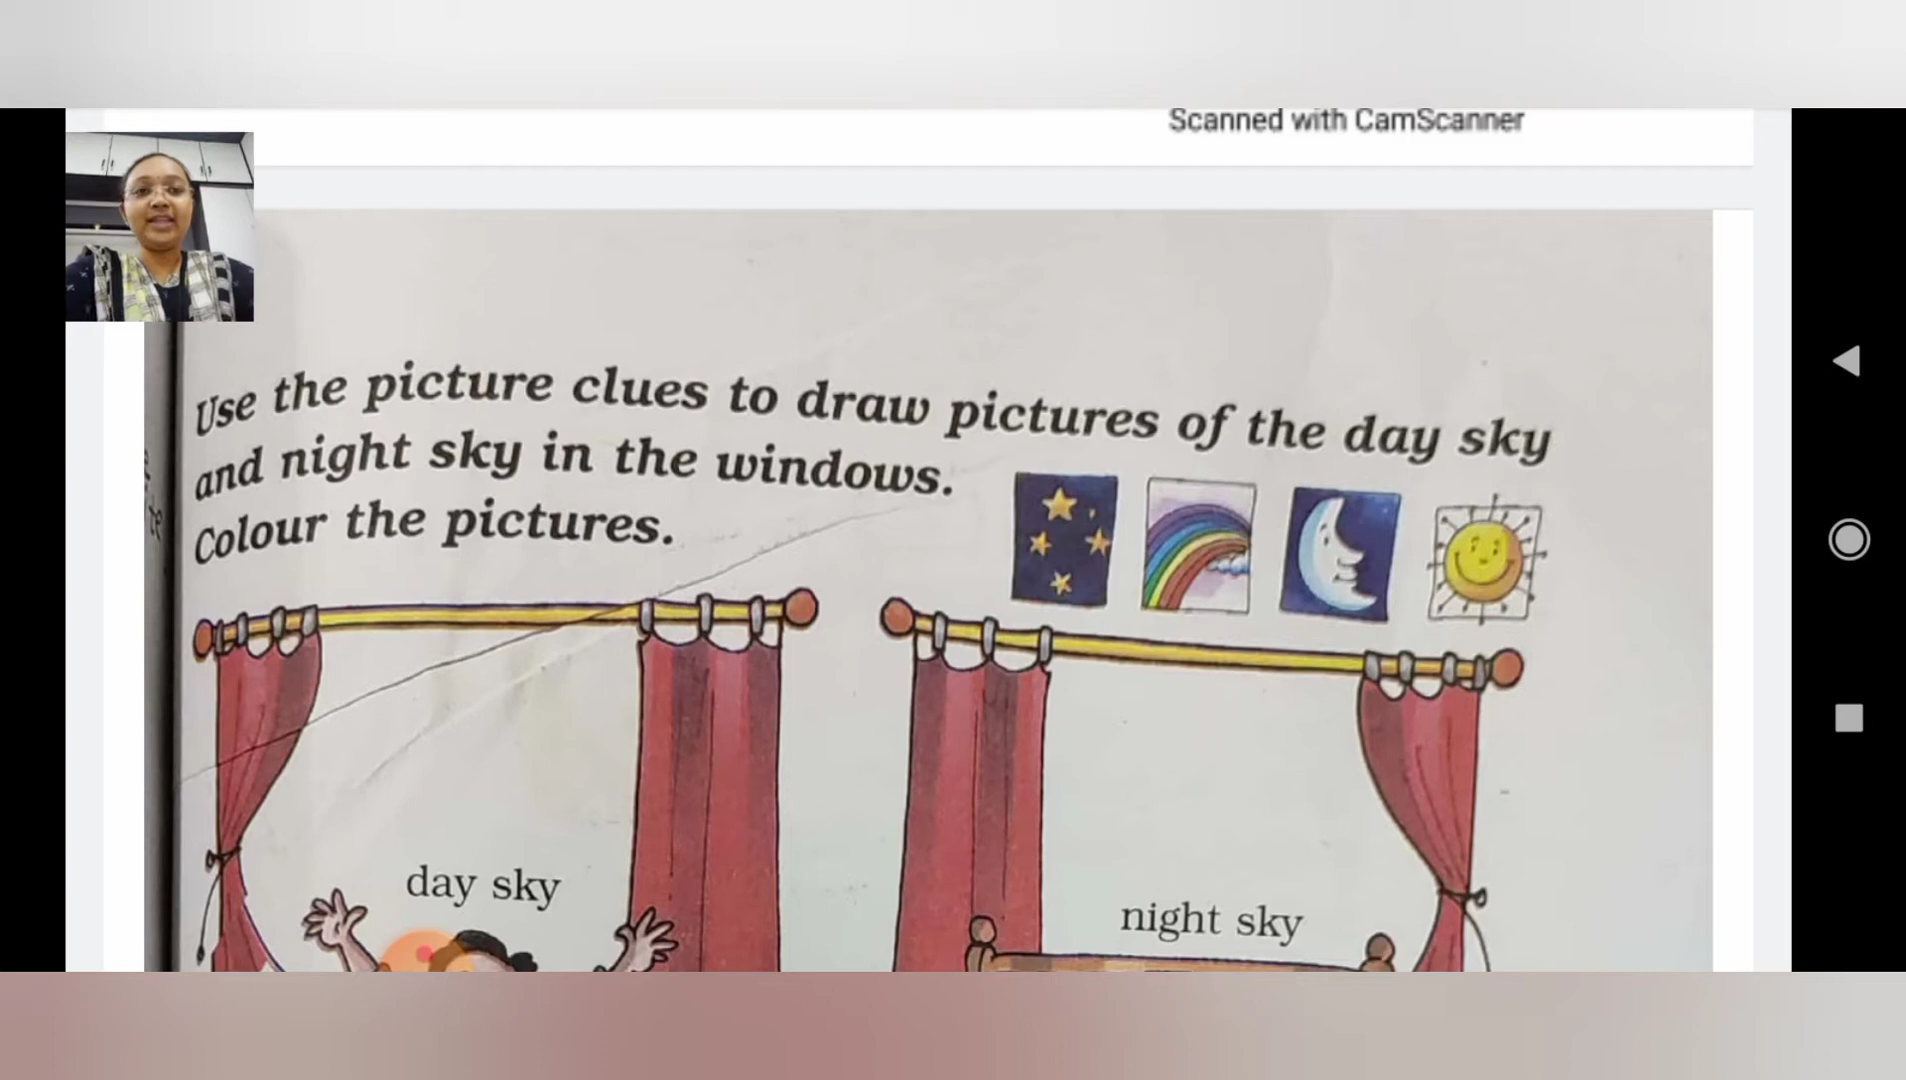 Scanned with CamScanner
Use the picture clues to draw pictures of the day sky
and night sky in the windows.
Colour the pictures.
day sky
night sky